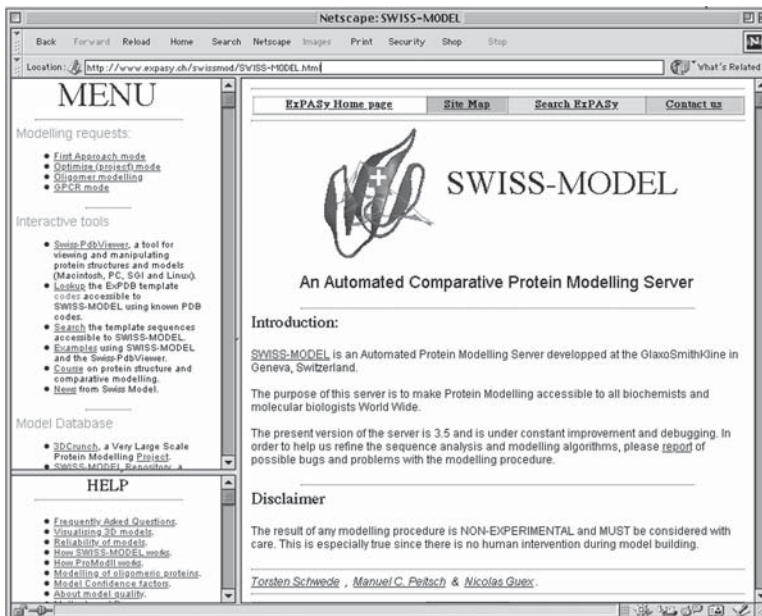 Netscape: SWISS-MODEL
Back Forward Reload Home Search Netscape Images Print Security Shop Stop
Location: http://www.expasy.ch/swissmod/SWISS-MODEL.html What's Related
MENU
Modelling requests:
First Approach mode
Optimise (project) mode
Oligomer modelling
GPCR mode
Interactive tools
Swiss-PdbViewer, a tool for
viewing and manipulating
protein structures and models
(Macintosh, PC, SGI and Linux).
Lookup the ExPDB template
codes accessible to
SWISS-MODEL using known PDB
codes.
Search the template sequences
accessible to SWISS-MODEL.
Examples using SWISS-MODEL
and the Swiss-PdbViewer.
Course on protein structure and
comparative modelling.
News from Swiss Model.
Model Database
3DCrunch, a Very Large Scale
Protein Modelling Project.
SWISS-MODEL Repository, a
HELP
Frequently Asked Questions.
Visualising 3D models.
Reliability of models.
How SWISS-MODEL works.
How ProModII works.
Modelling of oligomeric proteins.
Model Confidence factors.
About model quality.
ExPASy Home page Site Map Search ExPASy Contact us
SWISS-MODEL
An Automated Comparative Protein Modelling Server
Introduction:
SWISS-MODEL is an Automated Protein Modelling Server developped at the GlaxoSmithKline in
Geneva, Switzerland.
The purpose of this server is to make Protein Modelling accessible to all biochemists and
molecular biologists World Wide.
The present version of the server is 3.5 and is under constant improvement and debugging. In
order to help us refine the sequence analysis and modelling algorithms, please report of
possible bugs and problems with the modelling procedure.
Disclaimer
The result of any modelling procedure is NON-EXPERIMENTAL and MUST be considered with
care. This is especially true since there is no human intervention during model building.
Torsten Schwede , Manuel C. Peitsch & Nicolas Guex.